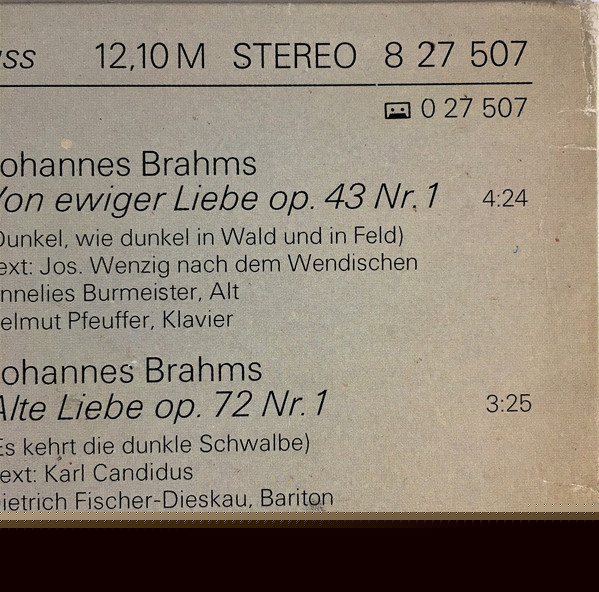 ss 12,10 M STEREO 8 27 507
0 27 507
ohannes Brahms
Von ewiger Liebe op. 43 Nr. 1 4:24
Dunkel, wie dunkel in Wald und in Feld)
ext: Jos. Wenzig nach dem Wendischen
nnelies Burmeister, Alt
elmut Pfeuffer, Klavier
ohannes Brahms
Alte Liebe op. 72 Nr. 1 3:25
Es kehrt die dunkle Schwalbe)
ext: Karl Candidus
ietrich Fischer-Dieskau, Bariton